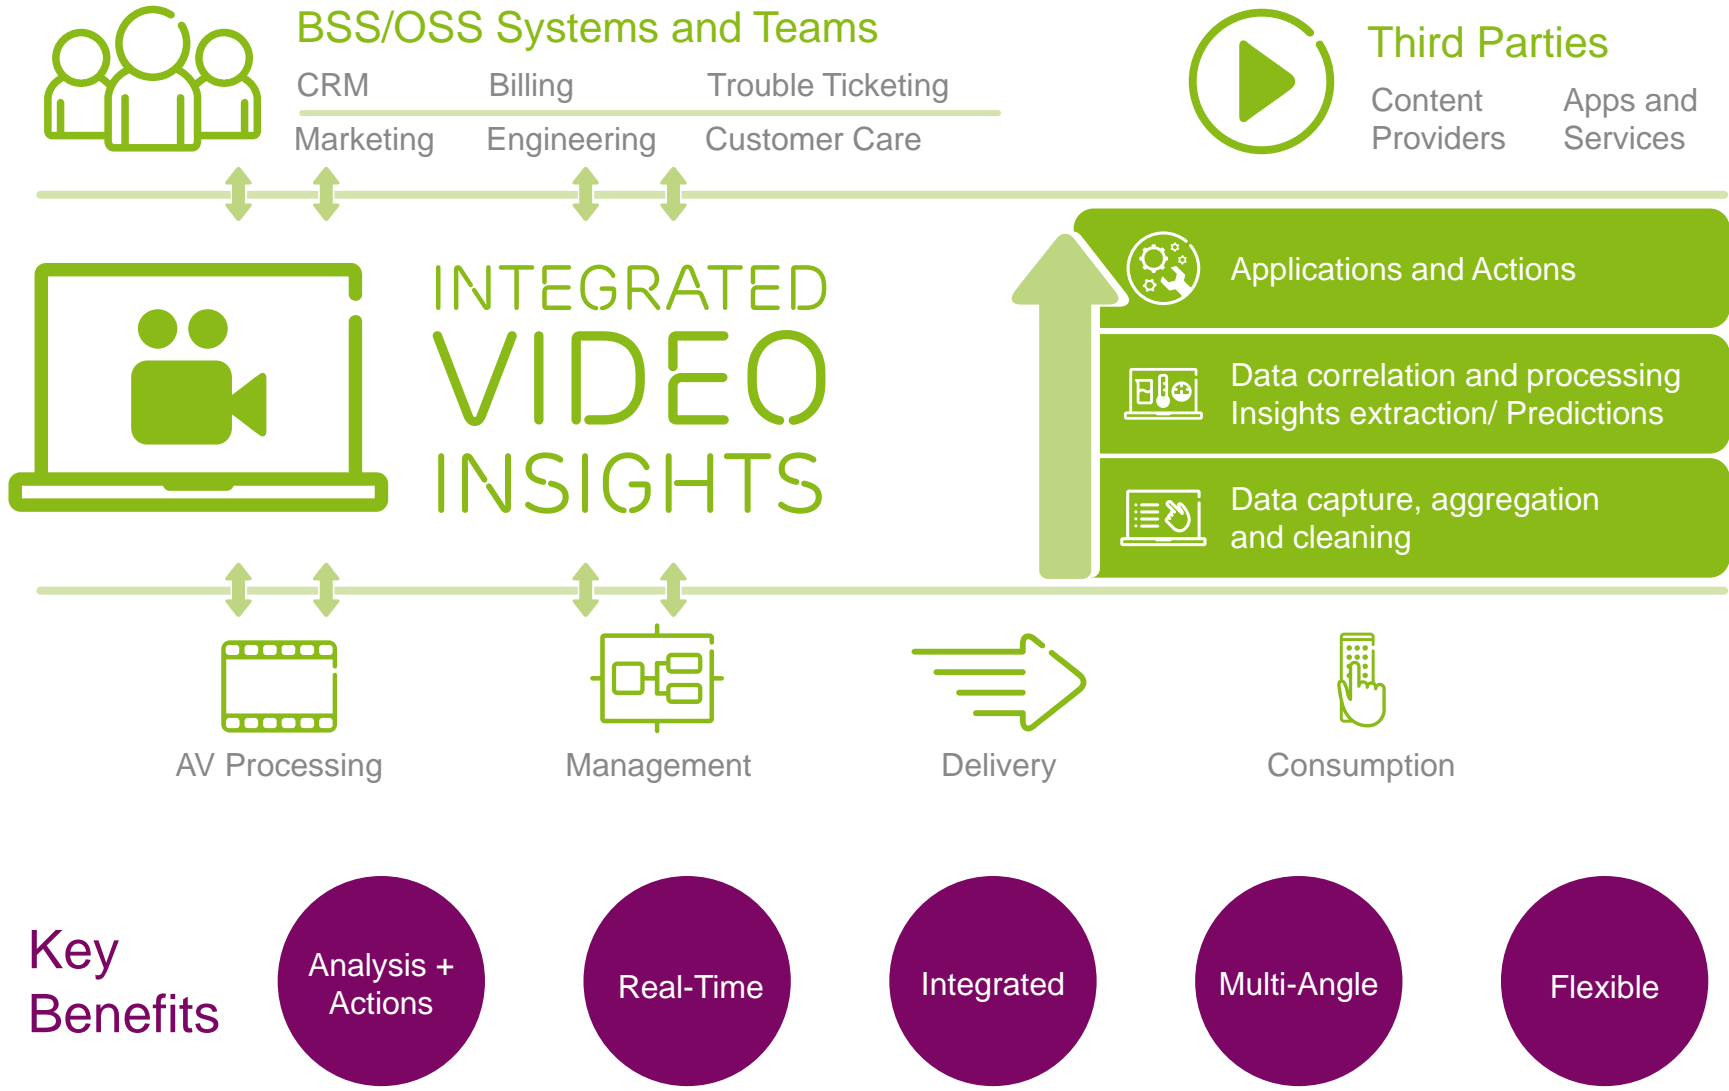 BSS/OSS Systems and Teams
CRM
Billing
Trouble Ticketing
Marketing
Engineering
Customer Care
Third Parties
Content
Providers
Apps and
Services
INTEGRATED
VIDEO
INSIGHTS
Applications and Actions
Data correlation and processing
Insights extraction/ Predictions
Data capture, aggregation
and cleaning
AV Processing
Management
Delivery
Consumption
Key
Benefits
Analysis +
Actions
Real-Time
Integrated
Multi-Angle
Flexible